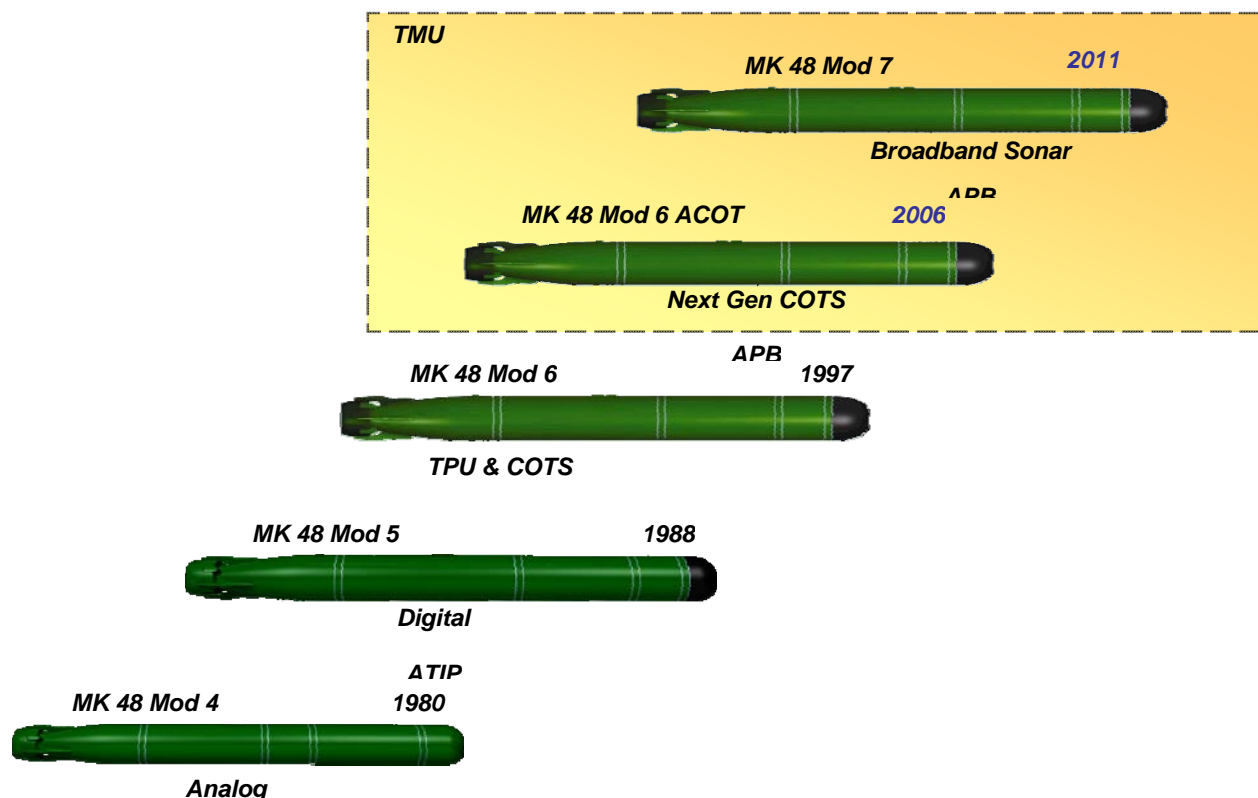 TMU
MK 48 Mod 7 2011
Broadband Sonar
APB
MK 48 Mod 6 ACOT 2006
Next Gen COTS
APB
MK 48 Mod 6 1997
TPU & COTS
MK 48 Mod 5 1988
Digital
ATIP
MK 48 Mod 4 1980
Analog